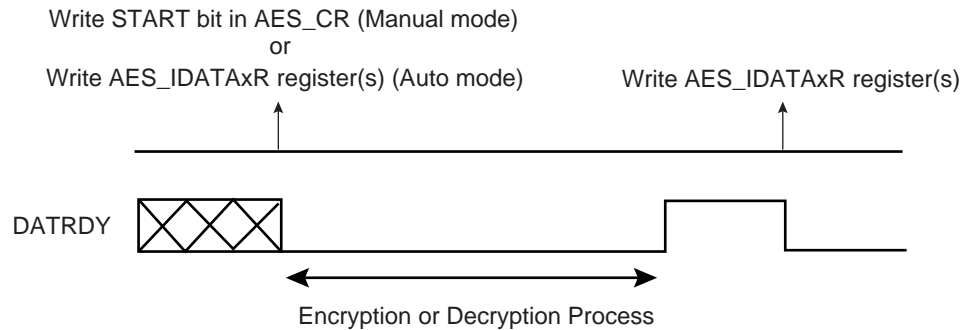 Write START bit in AES_CR (Manual mode)
or
Write AES_IDATAxR register(s) (Auto mode)
Write AES_IDATAxR register(s)
DATRDY
Encryption or Decryption Process